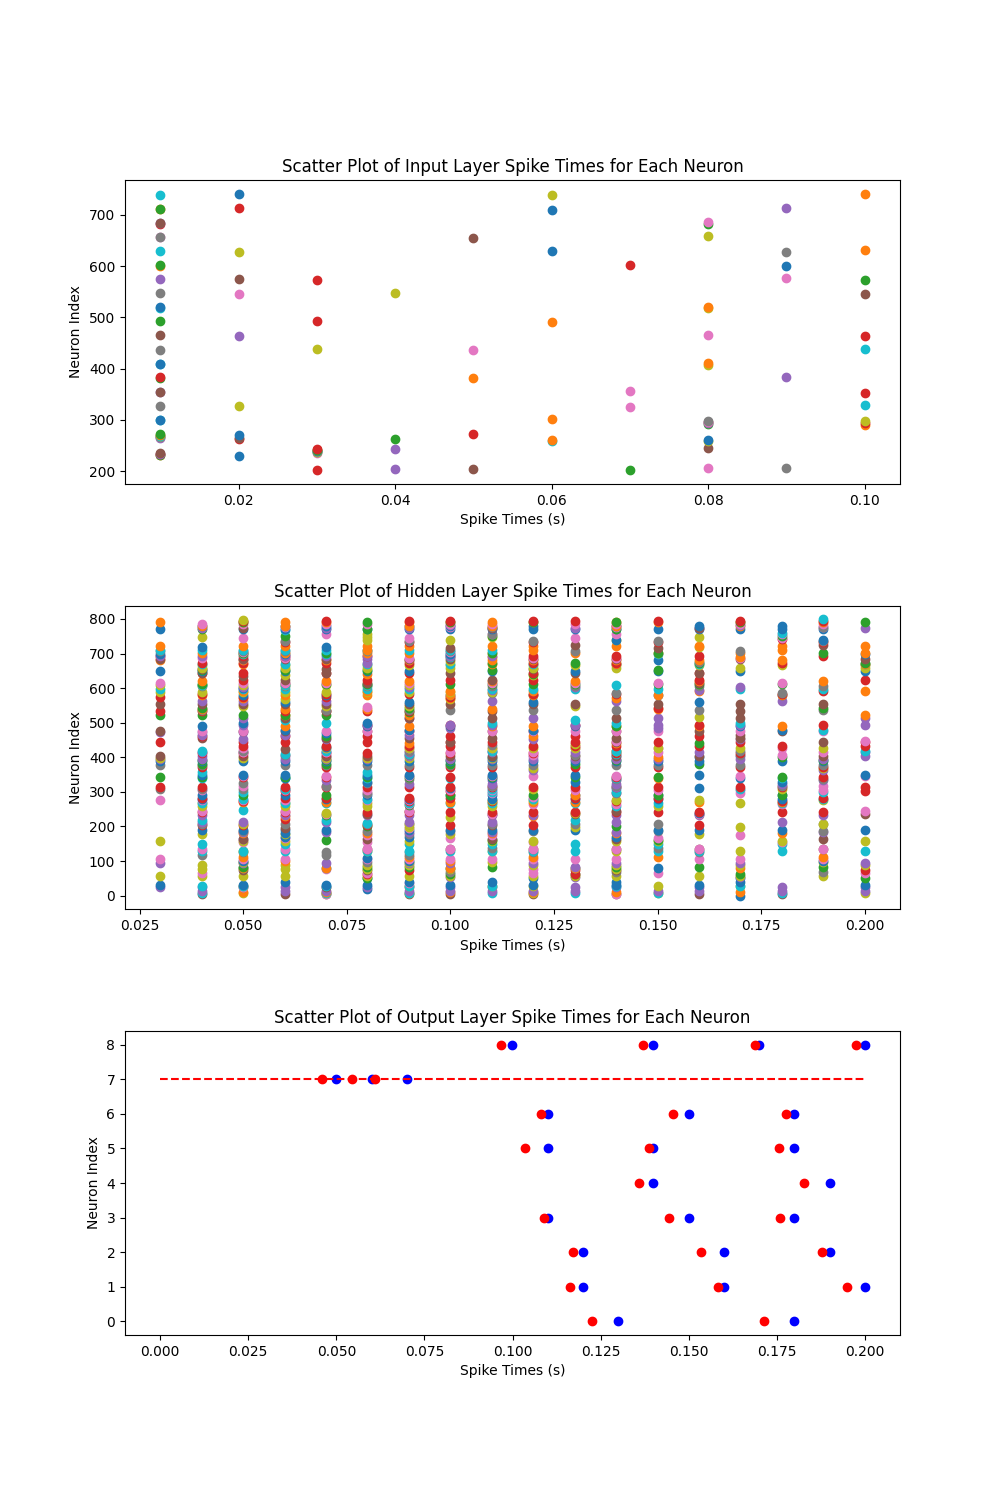 Scatter Plot of Input Layer Spike Times for Each Neuron
Neuron Index
700
600
500
400
300
200
0.02 0.04 0.06 0.08 0.10
Spike Times (s)
Scatter Plot of Hidden Layer Spike Times for Each Neuron
Neuron Index
800
700
600
500
400
300
200
100
0
0.025 0.050 0.075 0.100 0.125 0.150 0.175 0.200
Spike Times (s)
Scatter Plot of Output Layer Spike Times for Each Neuron
Neuron Index
8
7
6
5
4
3
2
1
0
0.000 0.025 0.050 0.075 0.100 0.125 0.150 0.175 0.200
Spike Times (s)